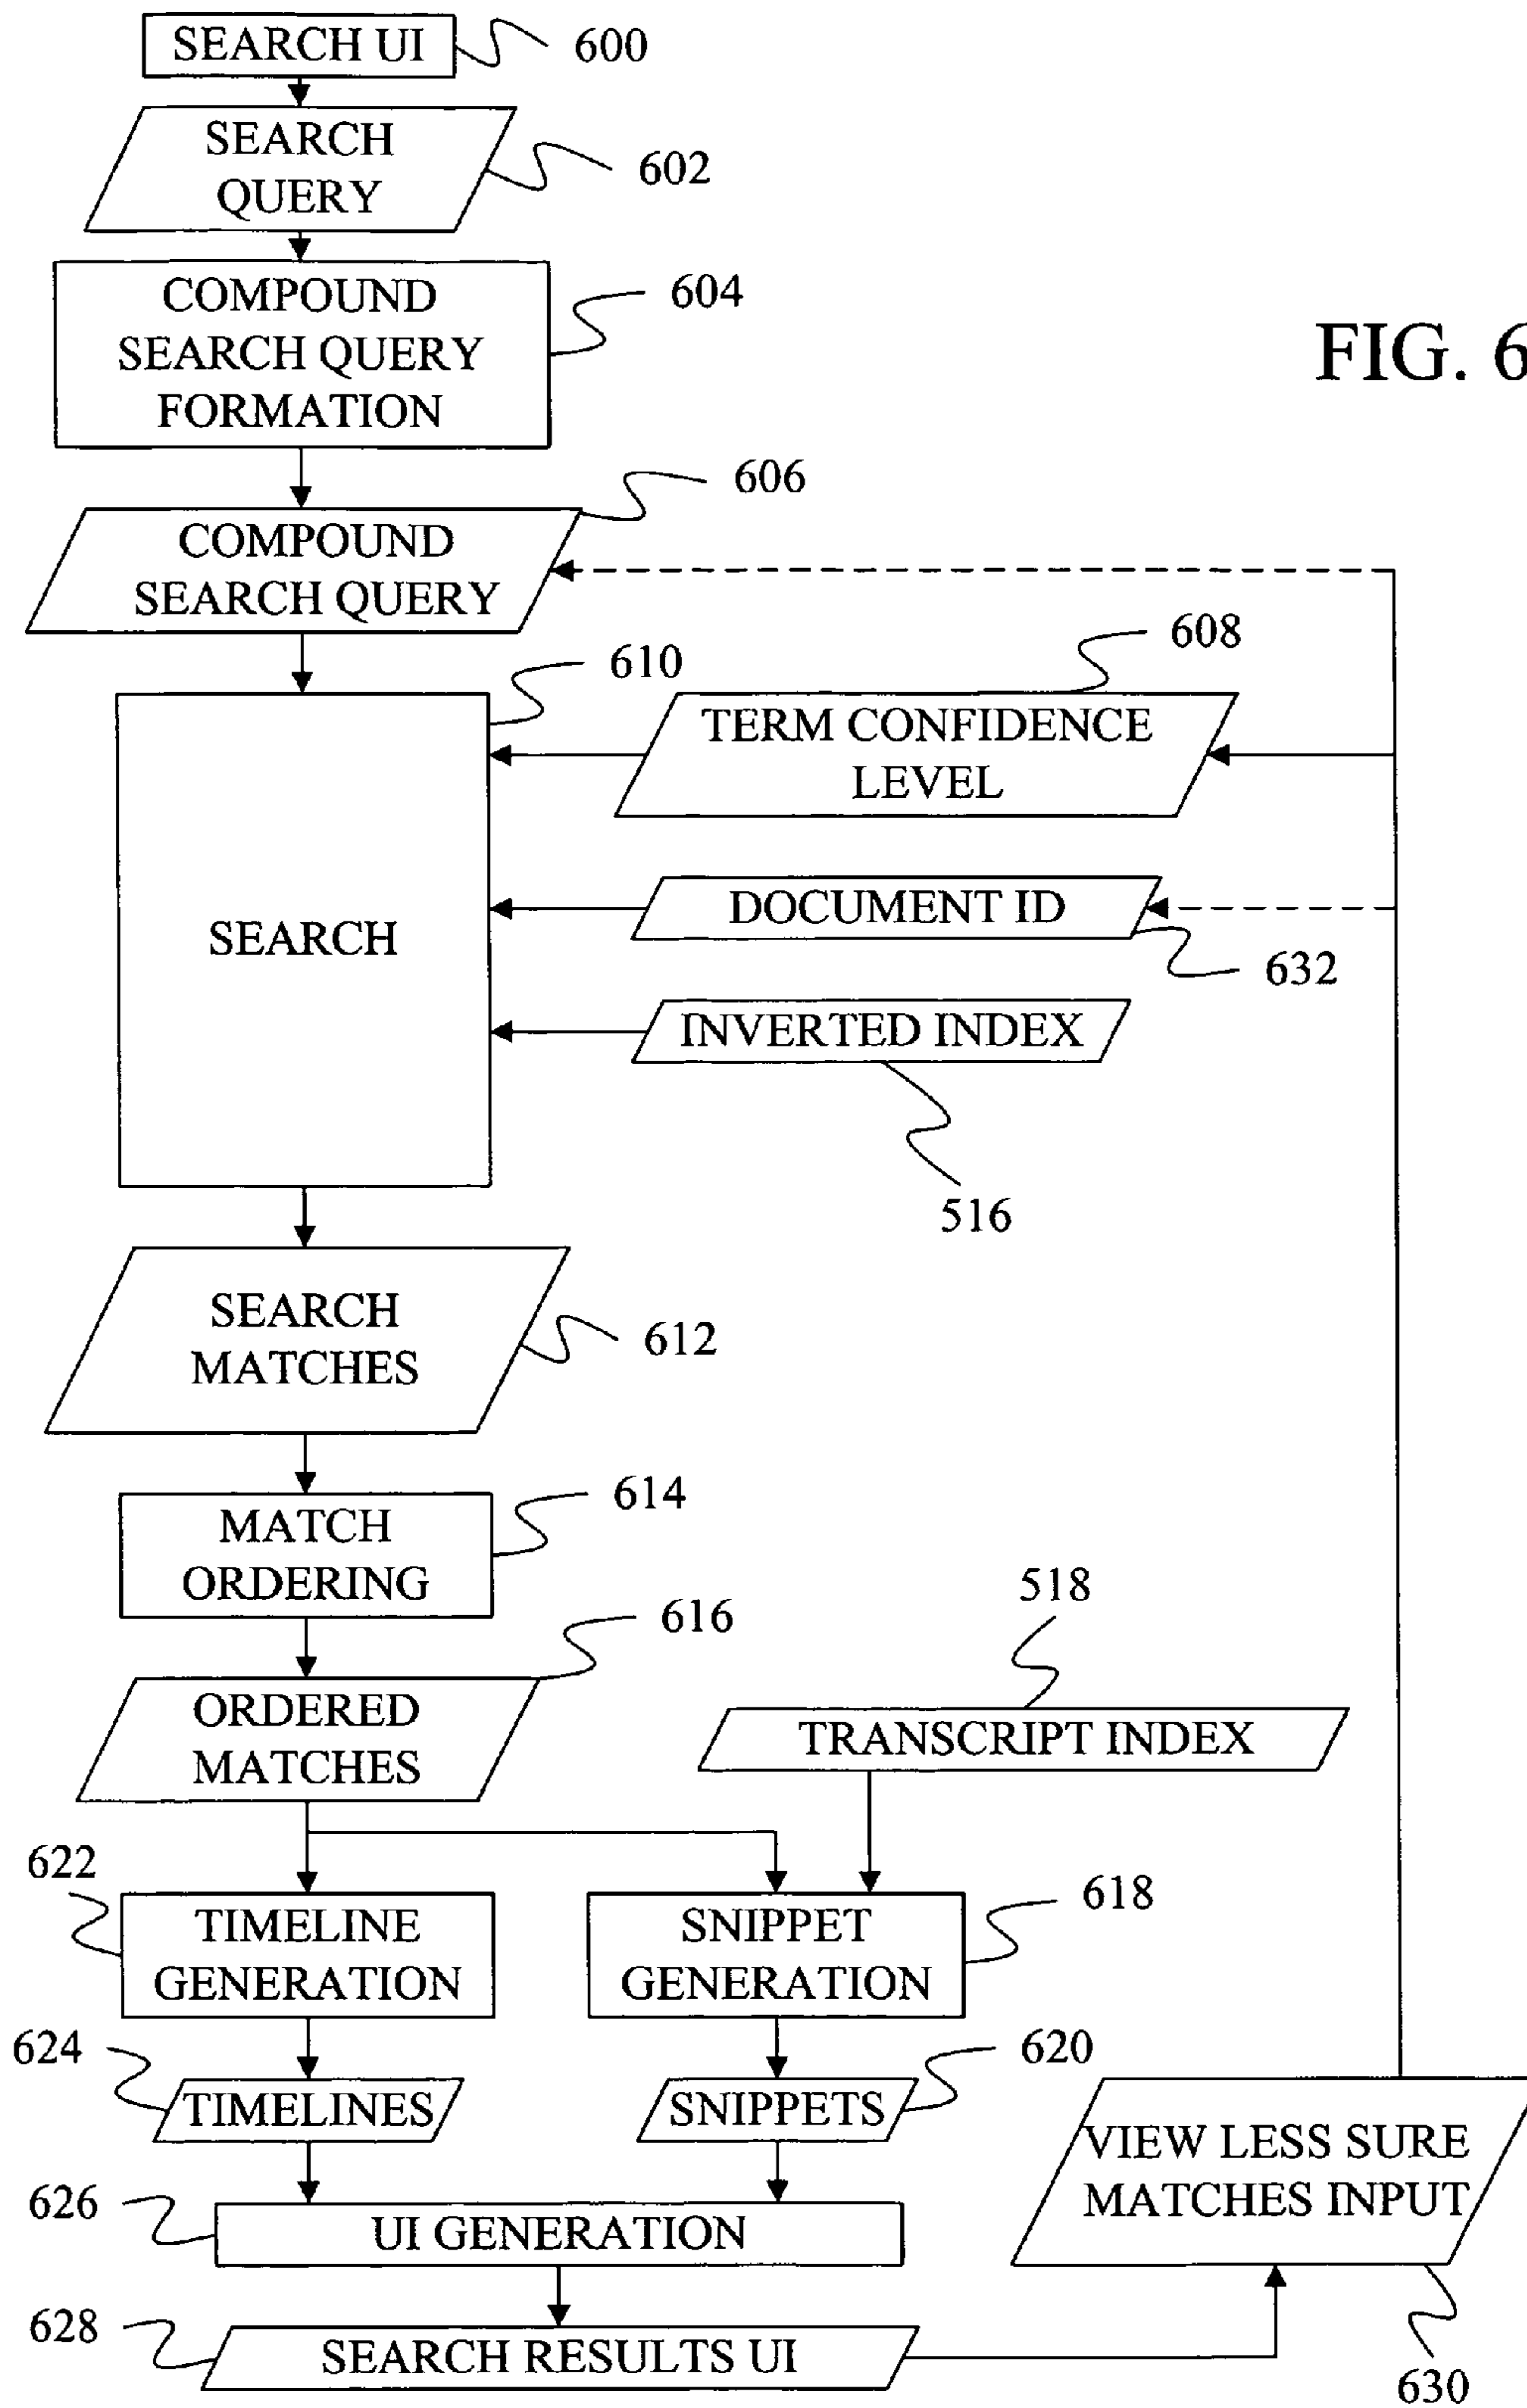 SEARCH UI
600
SEARCH
QUERY
602
COMPOUND
SEARCH QUERY
FORMATION
604
FIG. 6
606
COMPOUND
SEARCH QUERY
608
610
TERM CONFIDENCE
LEVEL
SEARCH
DOCUMENT ID
632
INVERTED INDEX
516
SEARCH
MATCHES
612
614
MATCH
ORDERING
518
616
ORDERED
MATCHES
TRANSCRIPT INDEX
622
618
TIMELINE
GENERATION
SNIPPET
GENERATION
624
620
TIMELINES
SNIPPETS
VIEW LESS SURE
MATCHES INPUT
626
UI GENERATION
628
SEARCH RESULTS UI
630